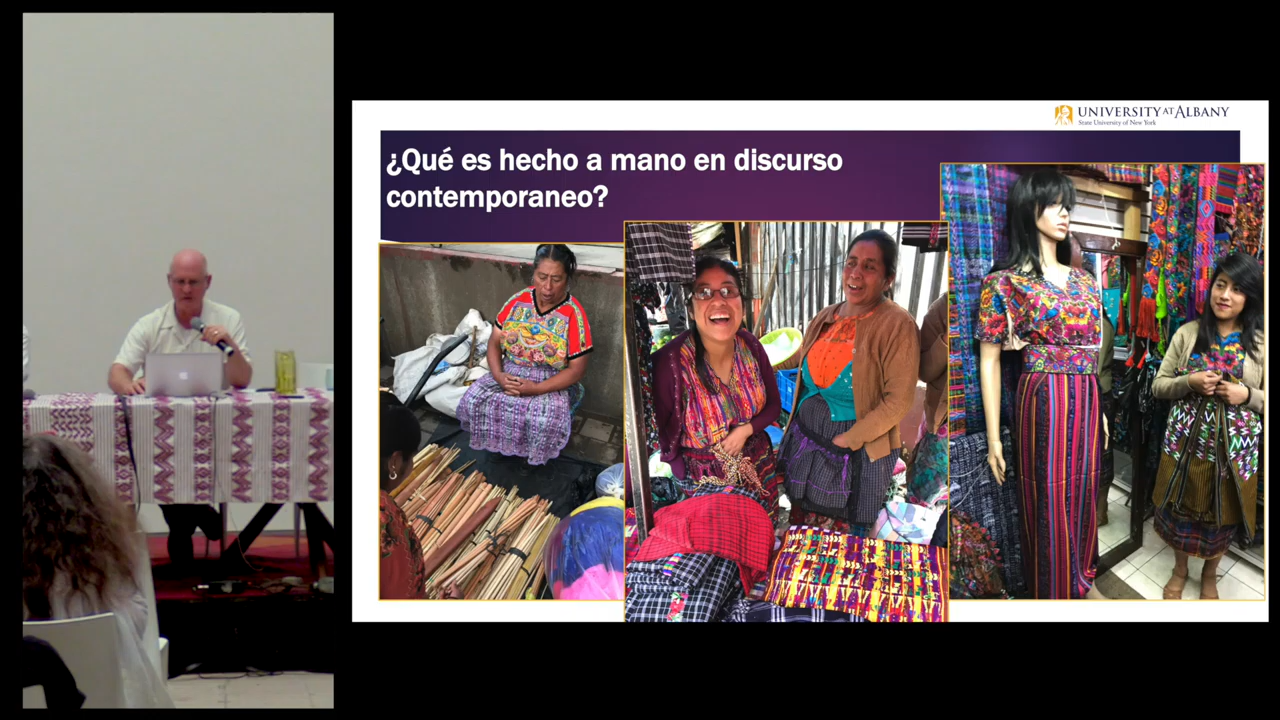 UNIVERSITY AT ALBANY
State University of New York
¿Qué es hecho a mano en discurso
contemporaneo?